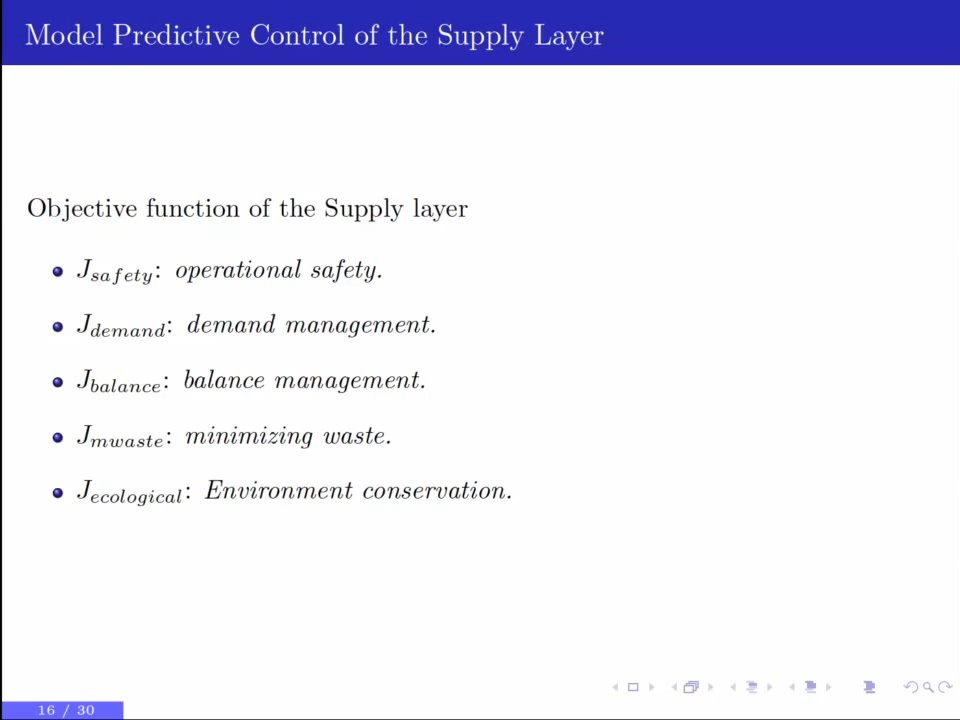 Model Predictive Control of the Supply Layer
Objective function of the Supply layer
J_safety: operational safety.
J_demand: demand management.
J_balance: balance management.
J_mwaste: minimizing waste.
J_ecological: Environment conservation.
16 / 30